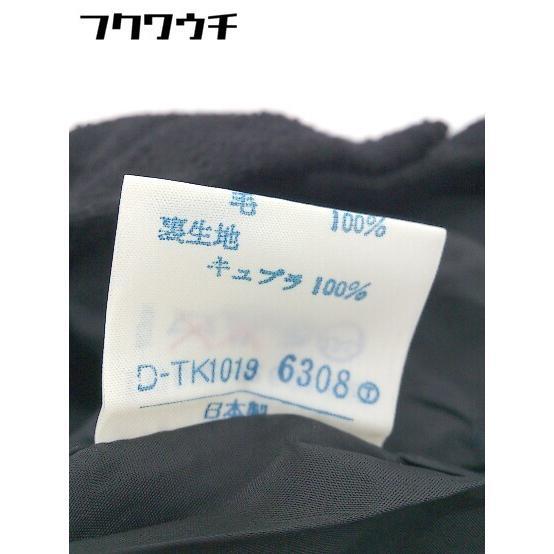 フクワウチ
毛 100%
裏生地
キュプラ 100%
D-TK1019 6308 Ⓣ
日本製